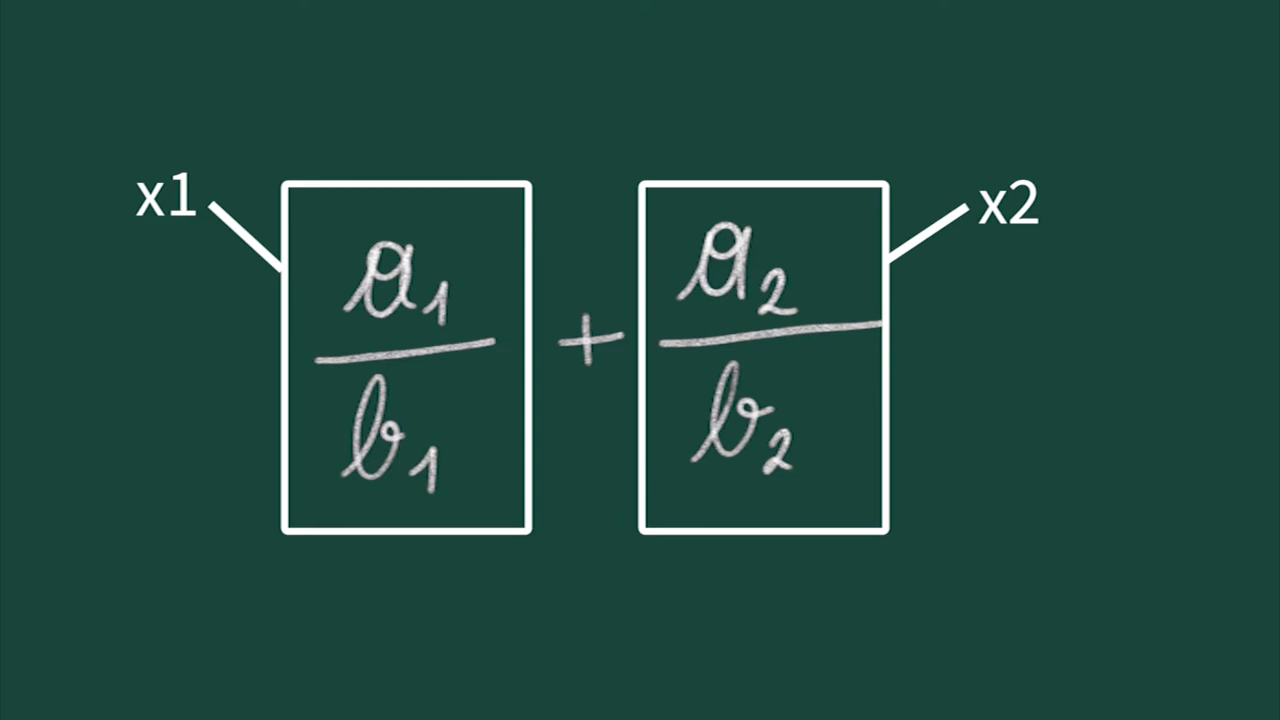 x1 x2
a₁ + a₂
b₁ b₂